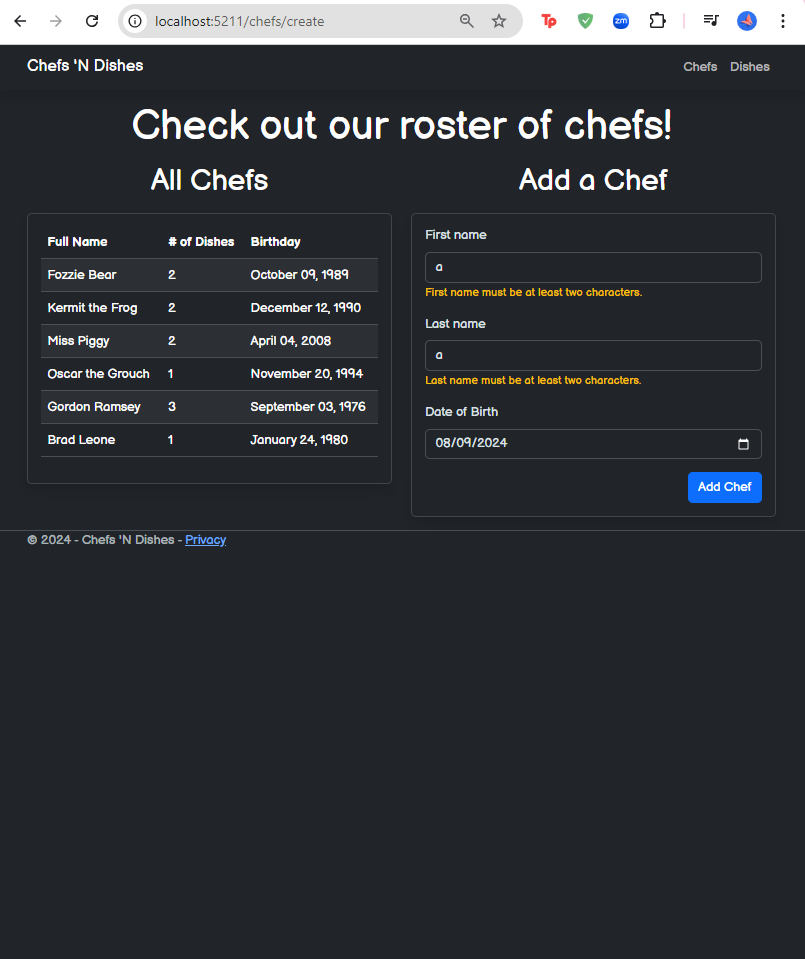 localhost:5211/chefs/create
Tp
zm
Chefs 'N Dishes
Chefs Dishes
Check out our roster of chefs!
All Chefs
Full Name # of Dishes Birthday
Fozzie Bear 2 October 09, 1989
Kermit the Frog 2 December 12, 1990
Miss Piggy 2 April 04, 2008
Oscar the Grouch 1 November 20, 1994
Gordon Ramsey 3 September 03, 1976
Brad Leone 1 January 24, 1980
Add a Chef
First name
a
First name must be at least two characters.
Last name
a
Last name must be at least two characters.
Date of Birth
08/09/2024
Add Chef
© 2024 - Chefs 'N Dishes - Privacy